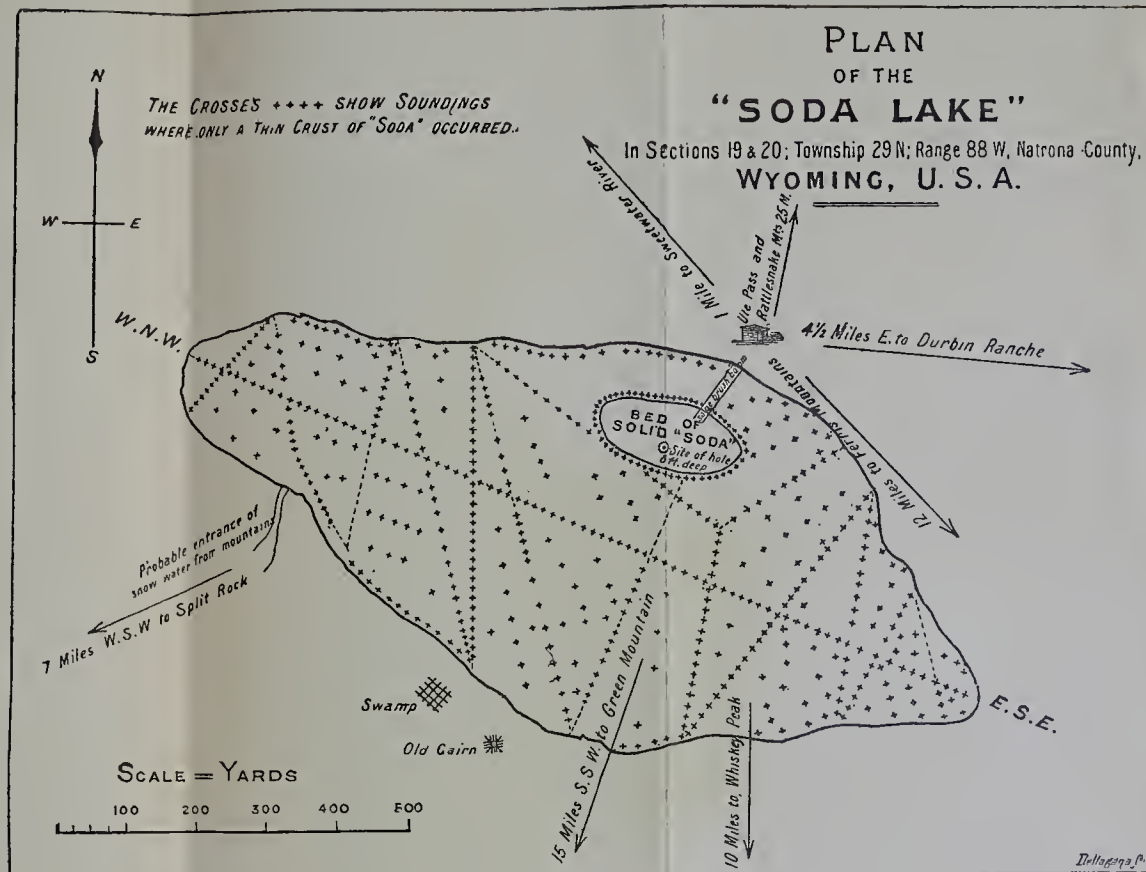 PLAN
OF THE
"SODA LAKE"
In Sections 19 & 20; Township 29 N; Range 88 W, Natrona County,
WYOMING, U.S.A.
THE CROSSES ++++ SHOW SOUNDINGS
WHERE ONLY A THIN CRUST OF "SODA" OCCURRED.
N
W E
S
1 Mile to Sweetwater River
Ute Pass and
Rattlesnake Mts 25 M.
4½ Miles E. to Durbin Ranche
12 Miles to Ferris Mountains
W.N.W.
BED OF
SOLID "SODA"
Site of hole
6 ft. deep
Probable entrance of
snow water from mountains
7 Miles W.S.W to Split Rock
Swamp
Old Cairn
15 Miles S.S.W. to Green Mountain
10 Miles to Whiskey Peak
E.S.E.
SCALE = YARDS
100 200 300 400 500